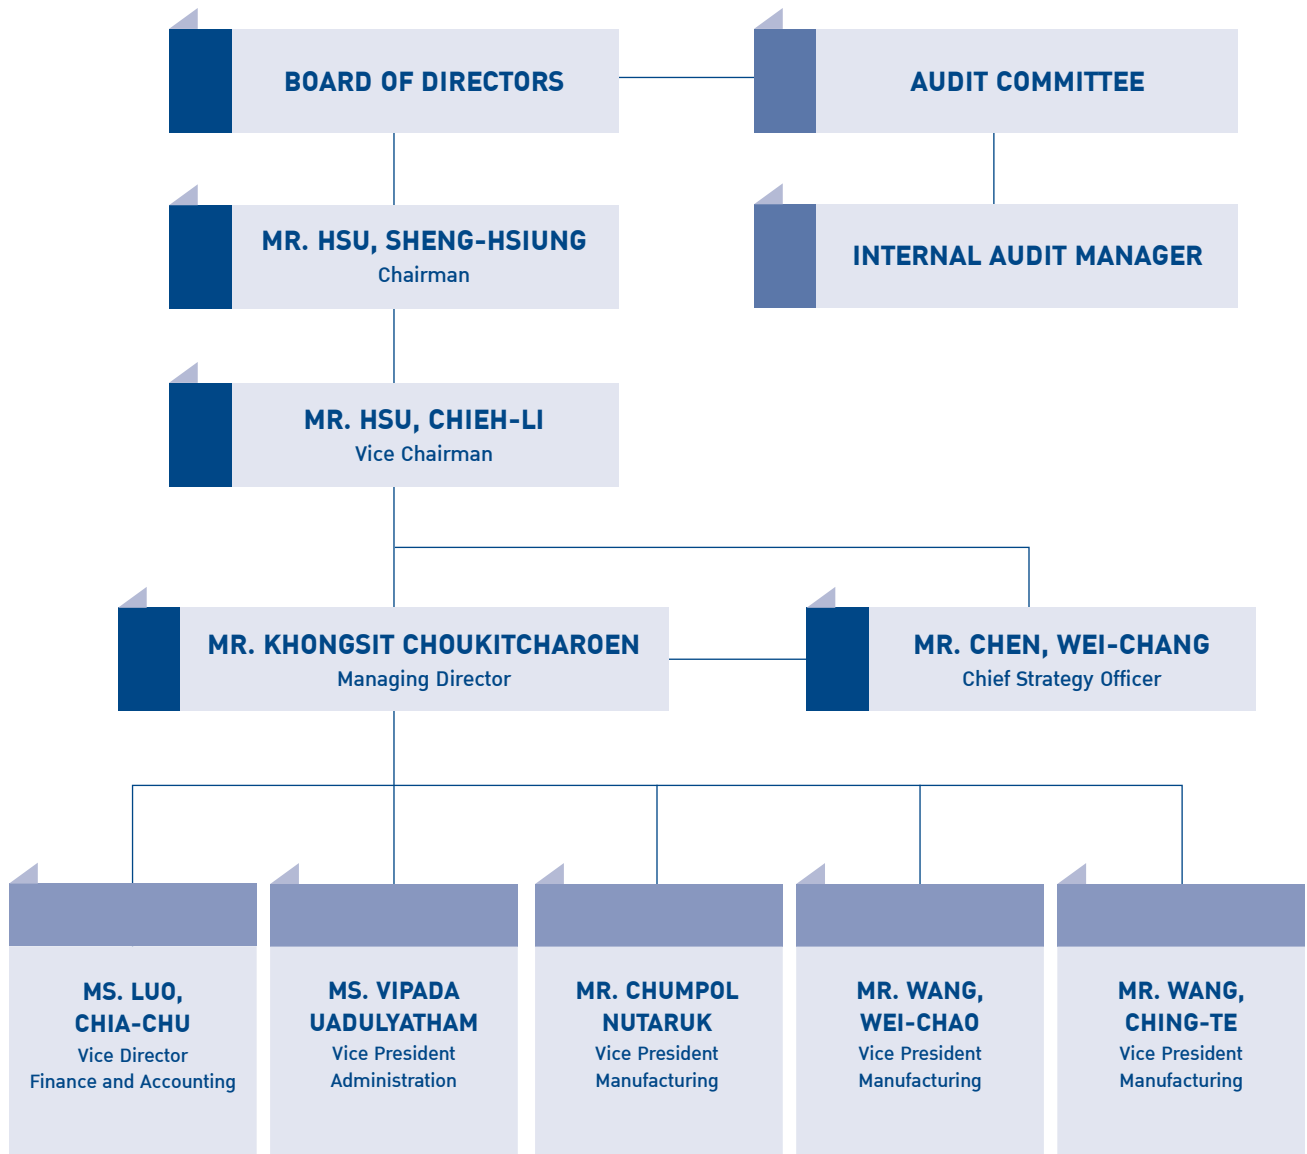 BOARD OF DIRECTORS
AUDIT COMMITTEE
MR. HSU, SHENG-HSIUNG
Chairman
INTERNAL AUDIT MANAGER
MR. HSU, CHIEH-LI
Vice Chairman
MR. KHONGSIT CHOUKITCHAROEN
Managing Director
MR. CHEN, WEI-CHANG
Chief Strategy Officer
MS. LUO,
CHIA-CHU
Vice Director
Finance and Accounting
MS. VIPADA
UADULYATHAM
Vice President
Administration
MR. CHUMPOL
NUTARUK
Vice President
Manufacturing
MR. WANG,
WEI-CHAO
Vice President
Manufacturing
MR. WANG,
CHING-TE
Vice President
Manufacturing